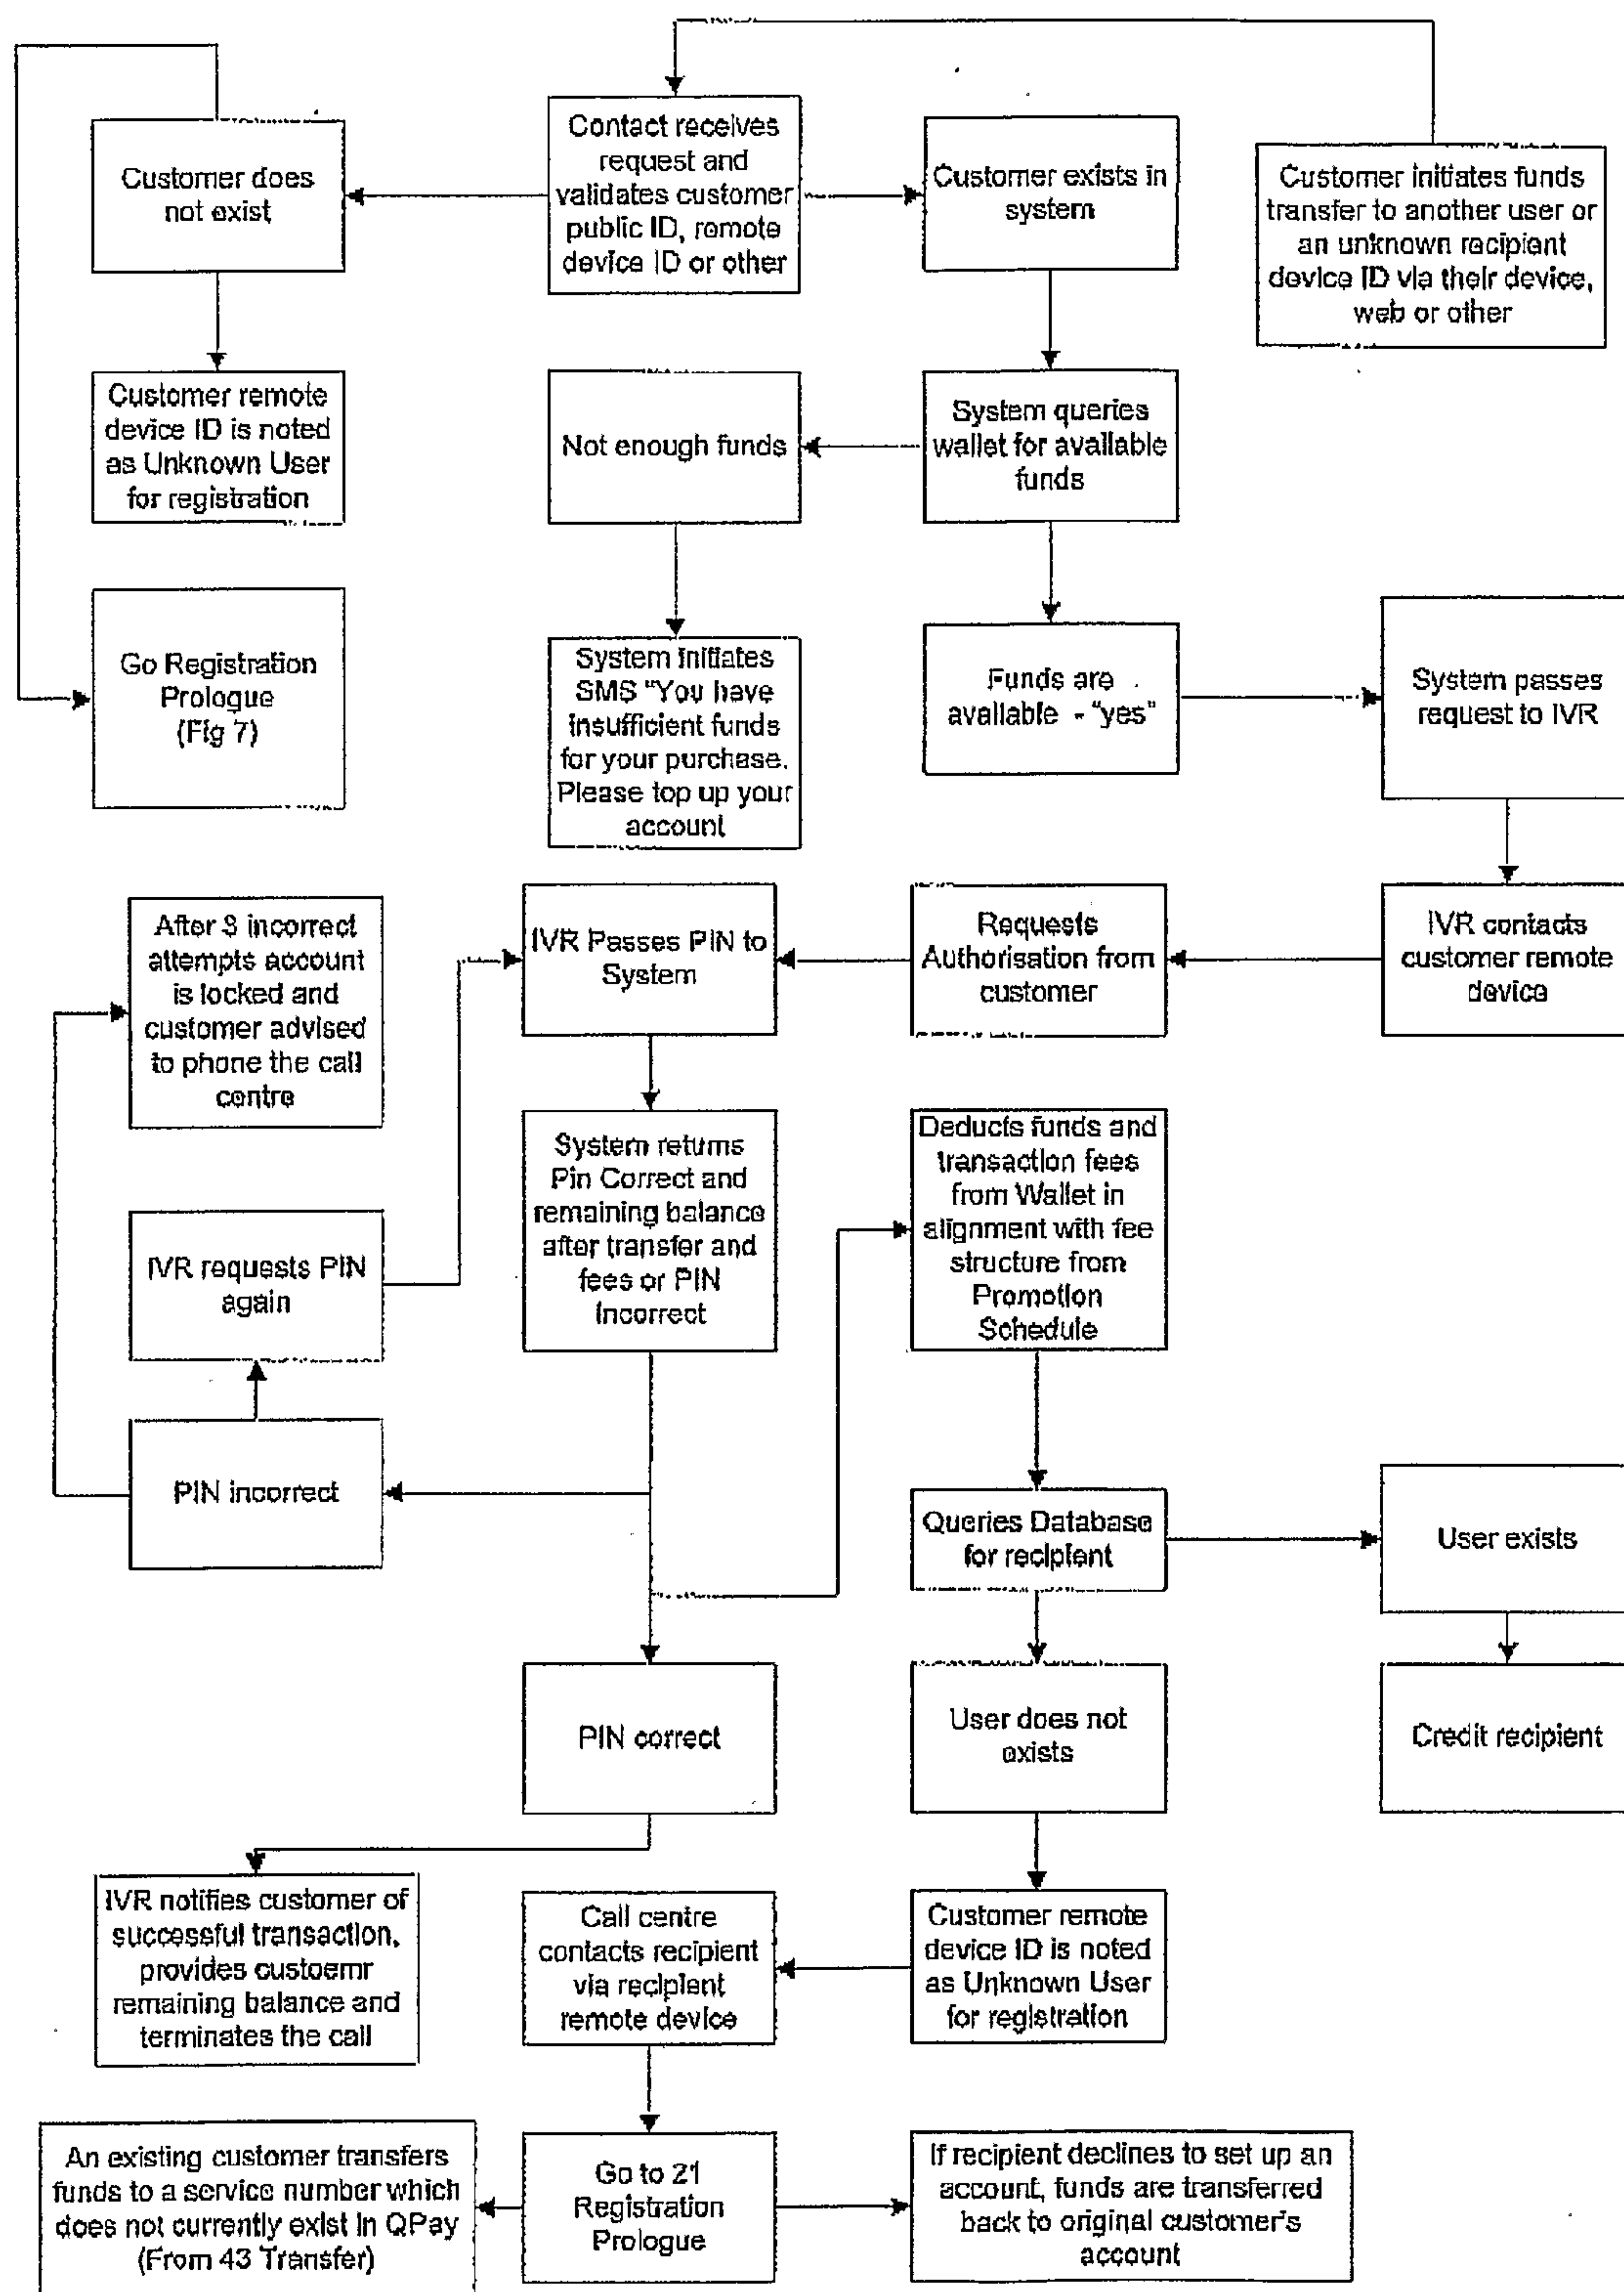 Customer does
not exist
Contact receives
request and
validates customer
public ID, remote
device ID or other
Customer exists in
system
Customer initiates funds
transfer to another user or
an unknown recipient
device ID via their device,
web or other
Customer remote
device ID is noted
as Unknown User
for registration
Not enough funds
System queries
wallet for available
funds
Go Registration
Prologue
(Fig 7)
System initiates
SMS "You have
insufficient funds
for your purchase.
Please top up your
account
Funds are
available - "yes"
System passes
request to IVR
After 3 incorrect
attempts account
is locked and
customer advised
to phone the call
centre
IVR Passes PIN to
System
Requests
Authorisation from
customer
IVR contacts
customer remote
device
System returns
Pin Correct and
remaining balance
after transfer and
fees or PIN
Incorrect
Deducts funds and
transaction fees
from Wallet in
alignment with fee
structure from
Promotion
Schedule
IVR requests PIN
again
PIN incorrect
Queries Database
for recipient
User exists
PIN correct
User does not
exists
Credit recipient
IVR notifies customer of
successful transaction,
provides custoemr
remaining balance and
terminates the call
Call centre
contacts recipient
via recipient
remote device
Customer remote
device ID is noted
as Unknown User
for registration
An existing customer transfers
funds to a service number which
does not currently exist in QPay
(From 43 Transfer)
Go to 21
Registration
Prologue
If recipient declines to set up an
account, funds are transferred
back to original customer's
account